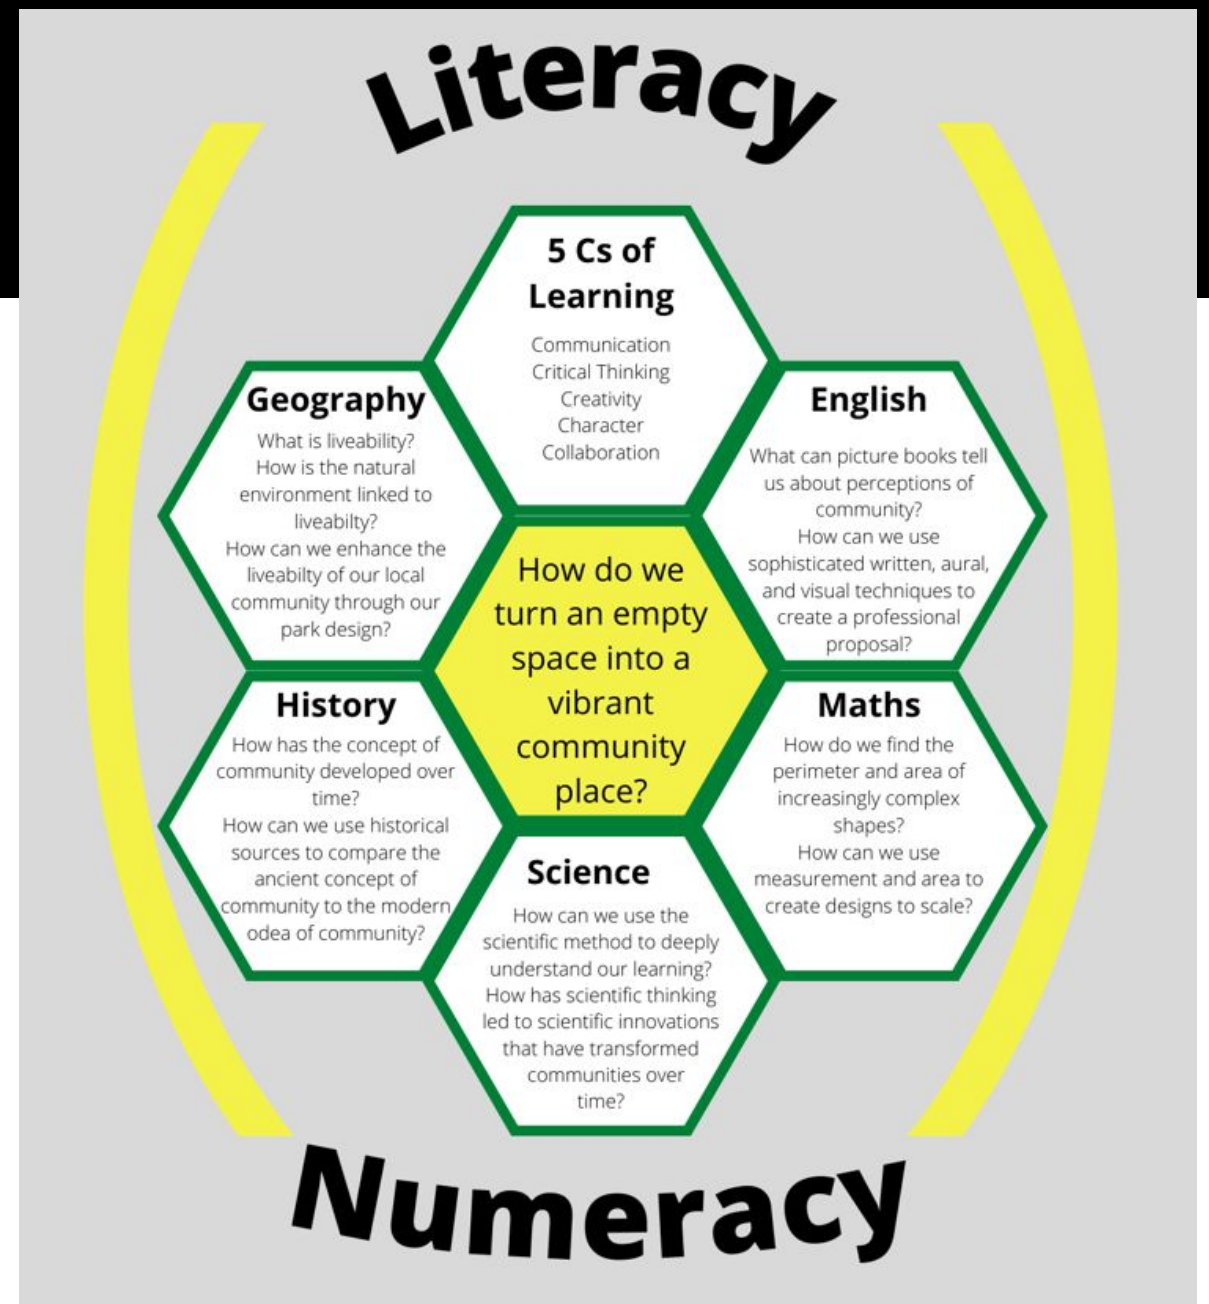 Literacy
5 Cs of
Learning
Communication
Critical Thinking
Creativity
Character
Collaboration
Geography
What is liveability?
How is the natural
environment linked to
liveabilty?
How can we enhance the
liveabilty of our local
community through our
park design?
English
What can picture books tell
us about perceptions of
community?
How can we use
sophisticated written, aural,
and visual techniques to
create a professional
proposal?
How do we
turn an empty
space into a
vibrant
community
place?
History
How has the concept of
community developed over
time?
How can we use historical
sources to compare the
ancient concept of
community to the modern
odea of community?
Maths
How do we find the
perimeter and area of
increasingly complex
shapes?
How can we use
measurement and area to
create designs to scale?
Science
How can we use the
scientific method to deeply
understand our learning?
How has scientific thinking
led to scientific innovations
that have transformed
communities over
time?
Numeracy